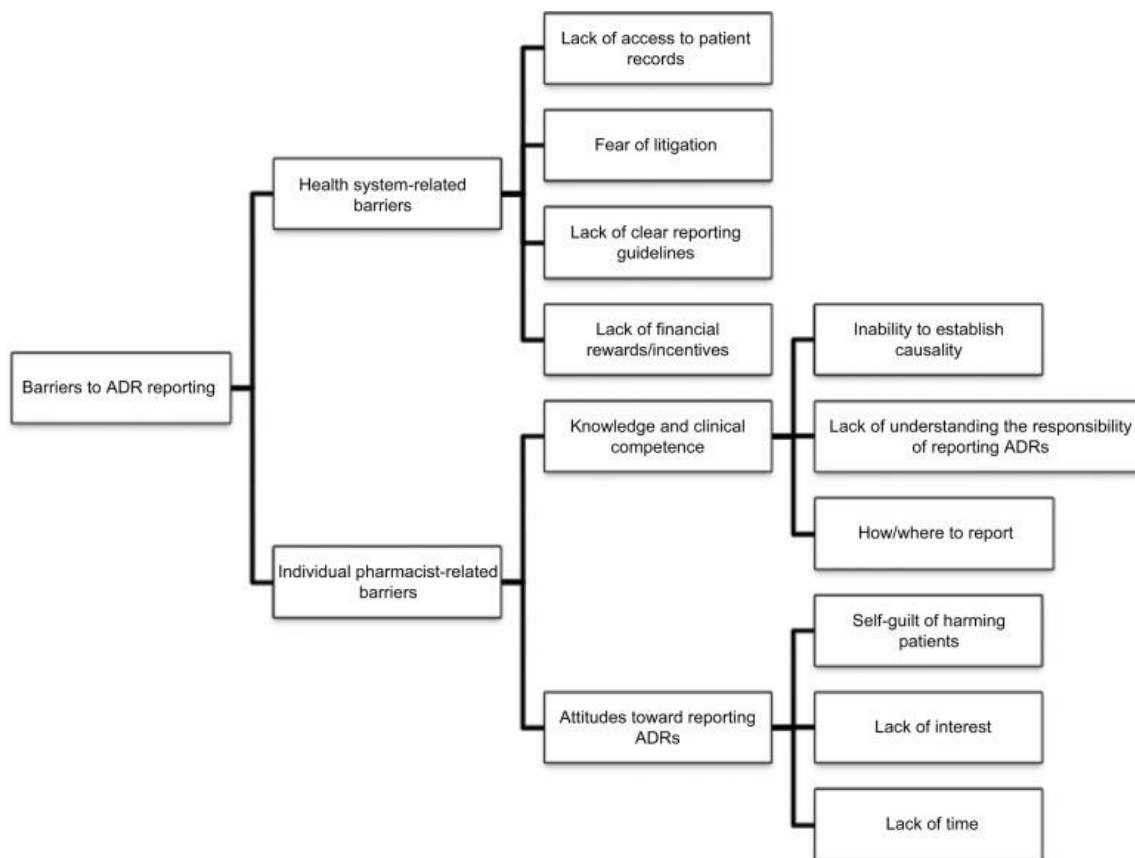 Lack of access to patient
records
Fear of litigation
Health system-related
barriers
Lack of clear reporting
guidelines
Lack of financial
rewards/incentives
Inability to establish
causality
Barriers to ADR reporting
Knowledge and clinical
competence
Lack of understanding the responsibility
of reporting ADRs
How/where to report
Individual pharmacist-related
barriers
Self-guilt of harming
patients
Attitudes toward reporting
ADRs
Lack of interest
Lack of time